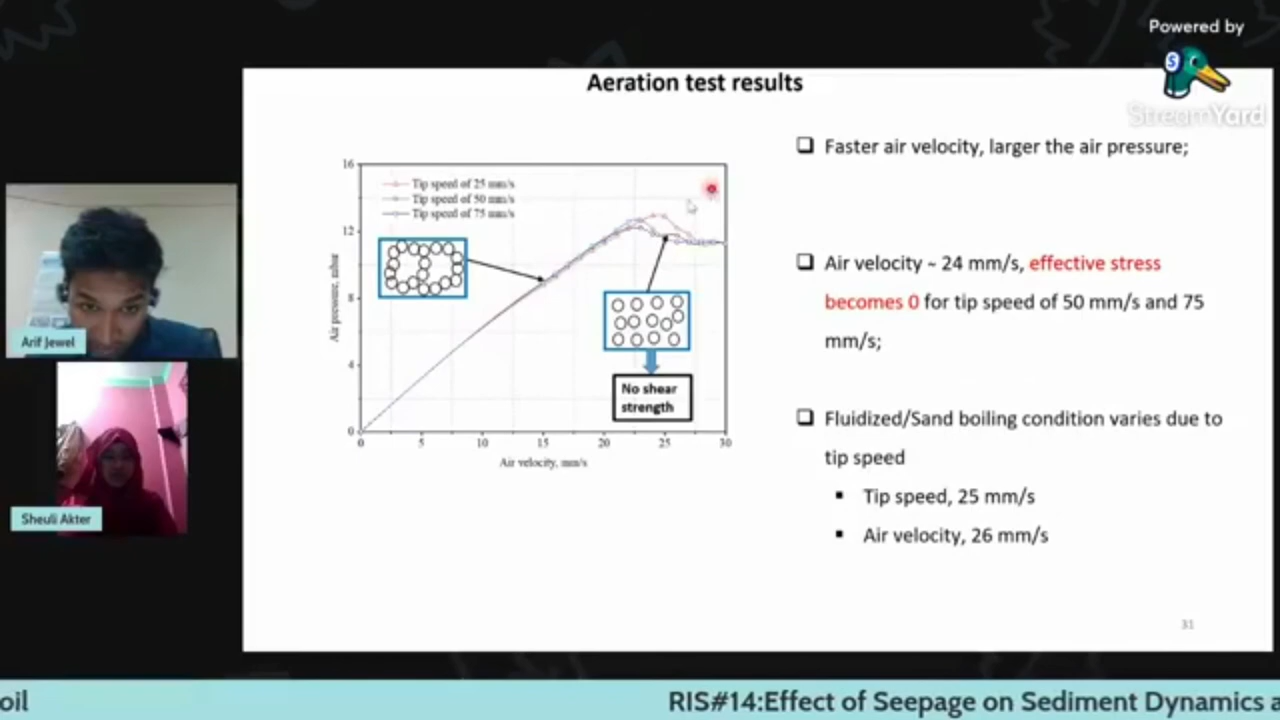 Powered by
StreamYard
Aeration test results
16
12
8
4
0
0
5
10
15
20
25
30
Air pressure, mbar
Air velocity, mm/s
Tip speed of 25 mm/s
Tip speed of 50 mm/s
Tip speed of 75 mm/s
No shear
strength
Faster air velocity, larger the air pressure;
Air velocity ~ 24 mm/s, effective stress
becomes 0 for tip speed of 50 mm/s and 75
mm/s;
Fluidized/Sand boiling condition varies due to
tip speed
Tip speed, 25 mm/s
Air velocity, 26 mm/s
31
Arif Jewel
Sheuli Akter
oil
RIS#14:Effect of Seepage on Sediment Dynamics a